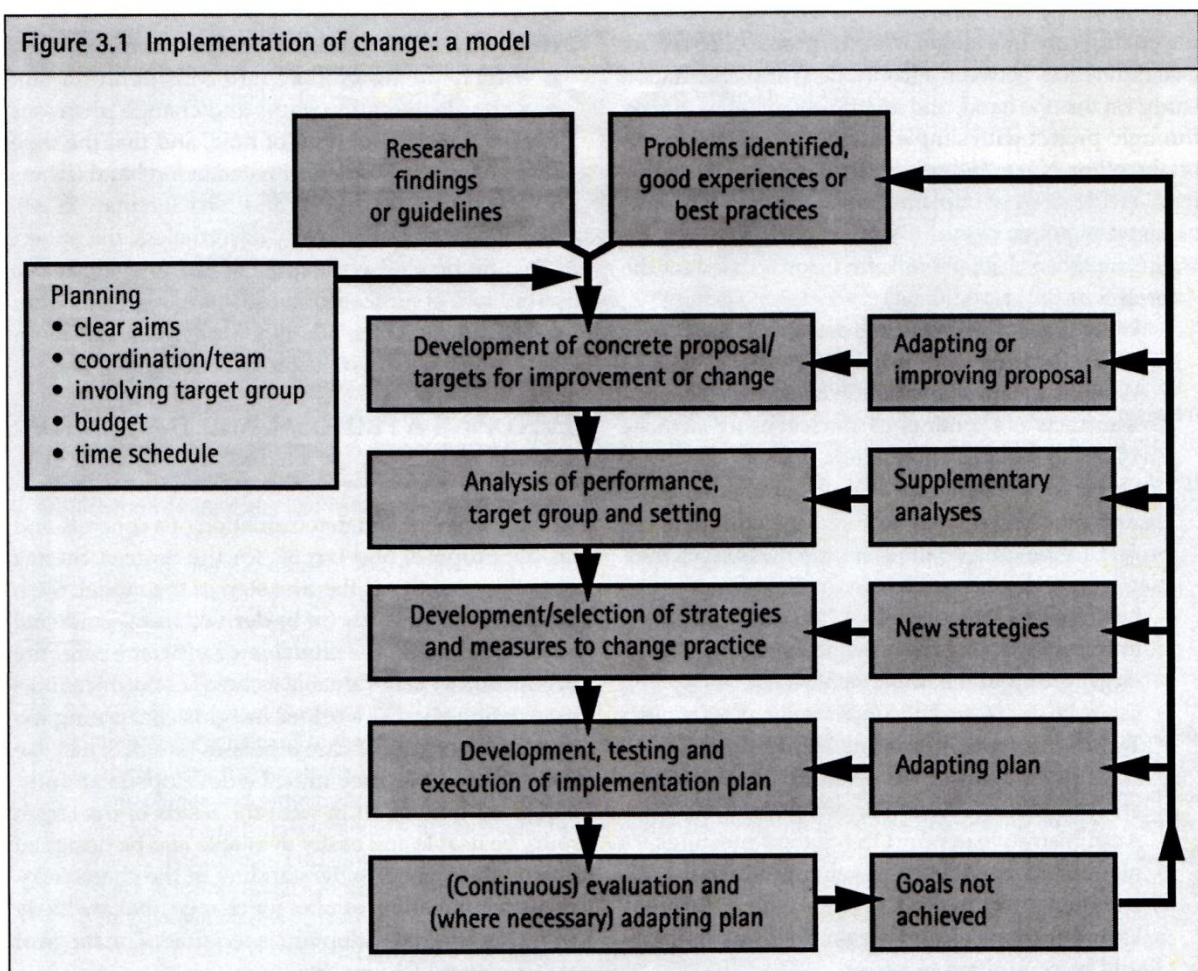 Figure 3.1 Implementation of change: a model
Research
findings
or guidelines
Problems identified,
good experiences or
best practices
Planning
• clear aims
• coordination/team
• involving target group
• budget
• time schedule
Development of concrete proposal/
targets for improvement or change
Adapting or
improving proposal
Analysis of performance,
target group and setting
Supplementary
analyses
Development/selection of strategies
and measures to change practice
New strategies
Development, testing and
execution of implementation plan
Adapting plan
(Continuous) evaluation and
(where necessary) adapting plan
Goals not
achieved